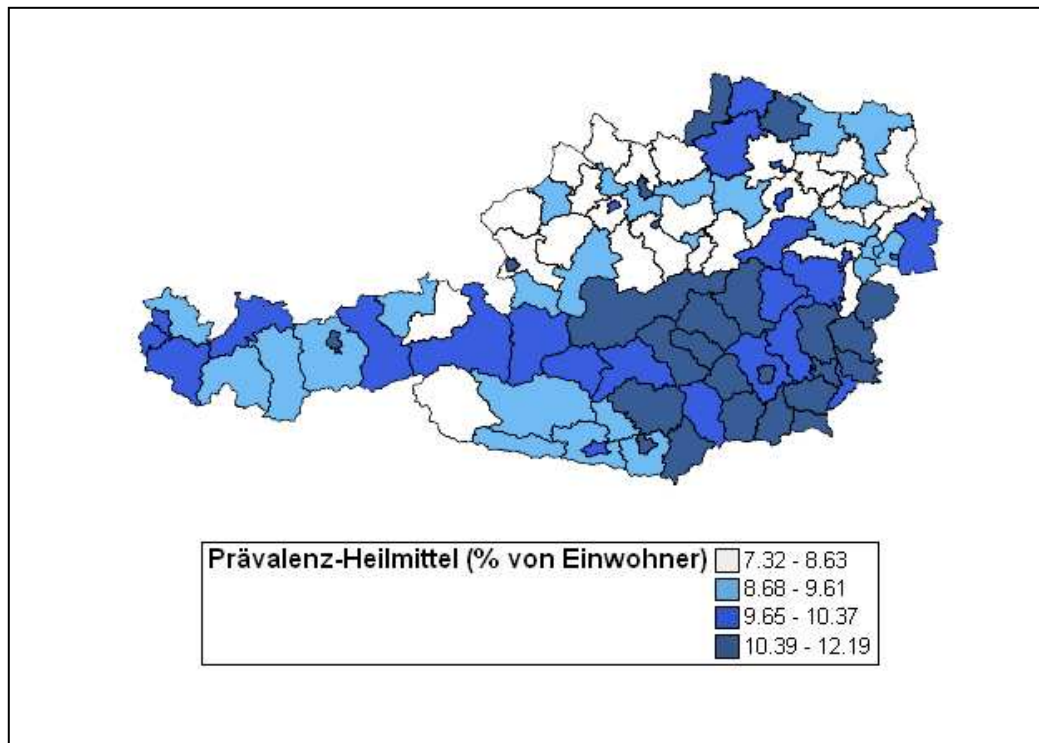 Prävalenz-Heilmittel (% von Einwohner)
7.32 - 8.63
8.68 - 9.61
9.65 - 10.37
10.39 - 12.19